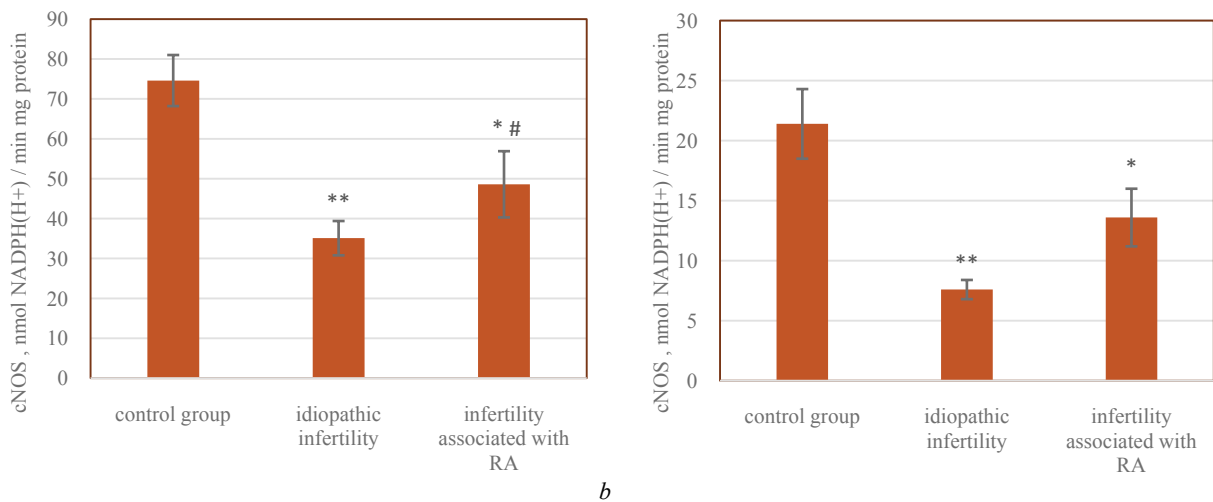 cNOS , nmol NADPH(H+) / min mg protein
90
80
70
60
50
40
30
20
10
0
**
* #
control group
idiopathic
infertility
infertility
associated with
RA
cNOS , nmol NADPH(H+) / min mg protein
30
25
20
15
10
5
0
**
*
control group
idiopathic
infertility
infertility
associated with
RA
b